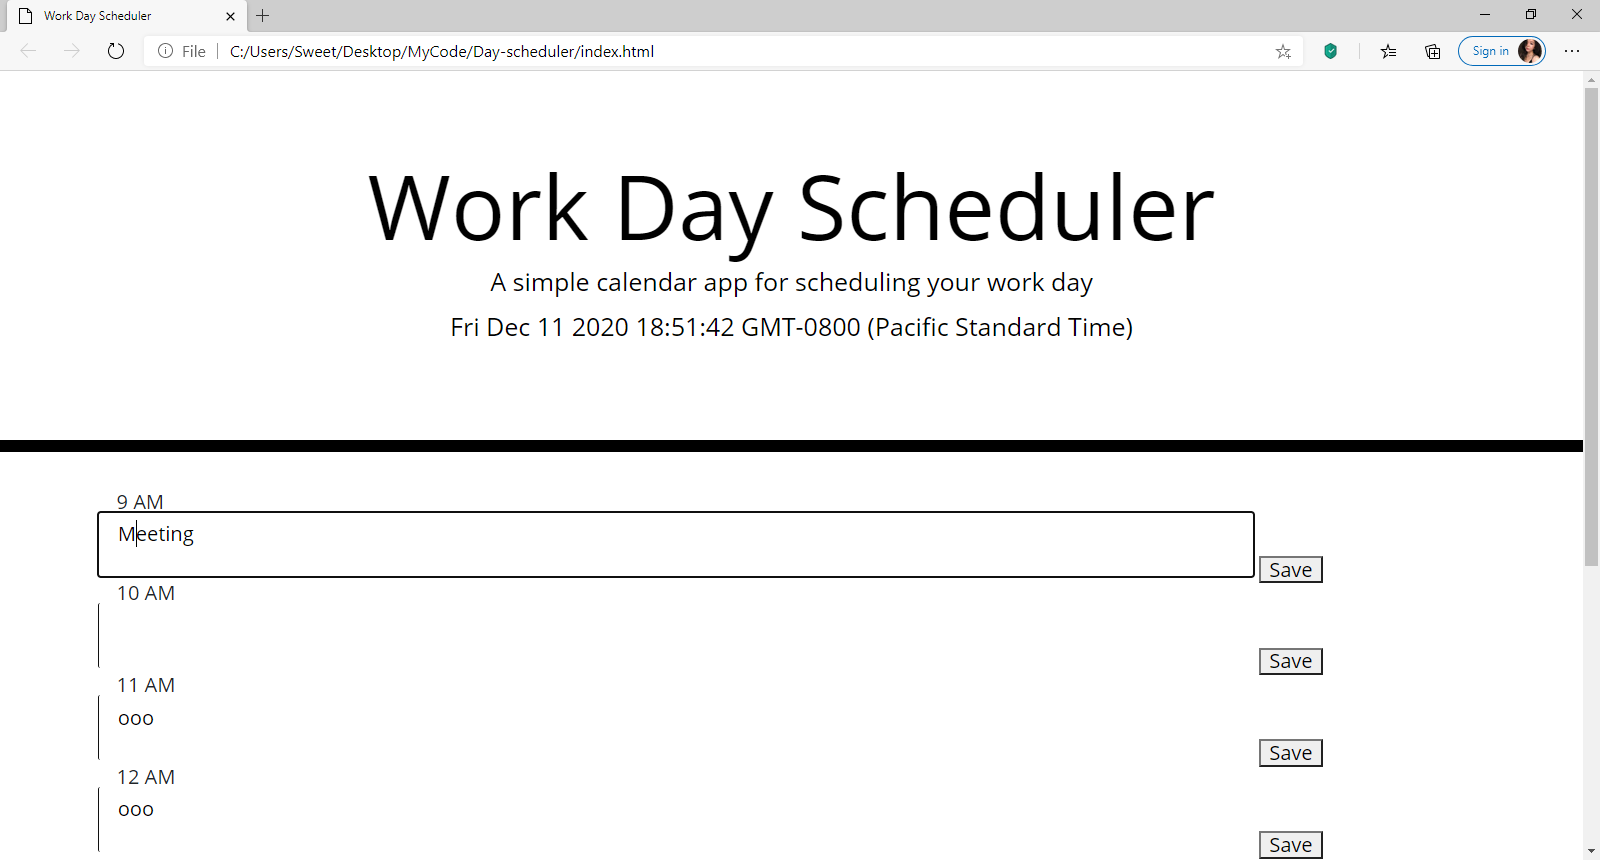 Work Day Scheduler
File C:/Users/Sweet/Desktop/MyCode/Day-scheduler/index.html Sign in
Work Day Scheduler
A simple calendar app for scheduling your work day
Fri Dec 11 2020 18:51:42 GMT-0800 (Pacific Standard Time)
9 AM
Meeting
Save
10 AM
Save
11 AM
ooo
Save
12 AM
ooo
Save